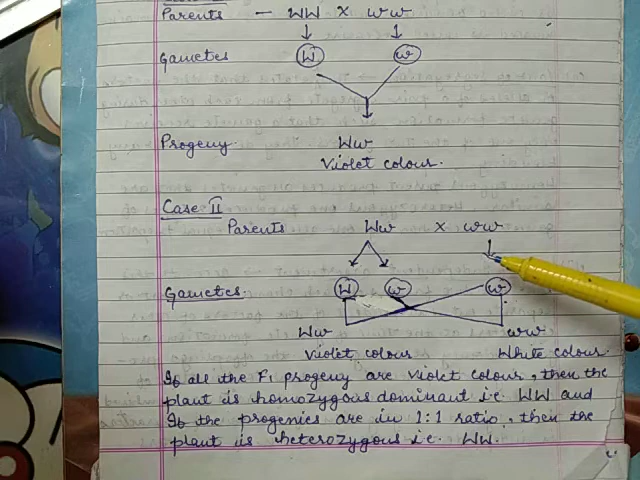 Parents — WW x ww
Gametes W w
Progeny Ww
Violet colour.
Case II
Parents Ww x ww
Gametes W w w
Ww ww
Violet colour White colour.
If all the F1 progeny are violet colour, then the
plant is homozygous dominant i.e. WW and
If the progenies are in 1:1 ratio, then the
plant is heterozygous i.e. Ww.